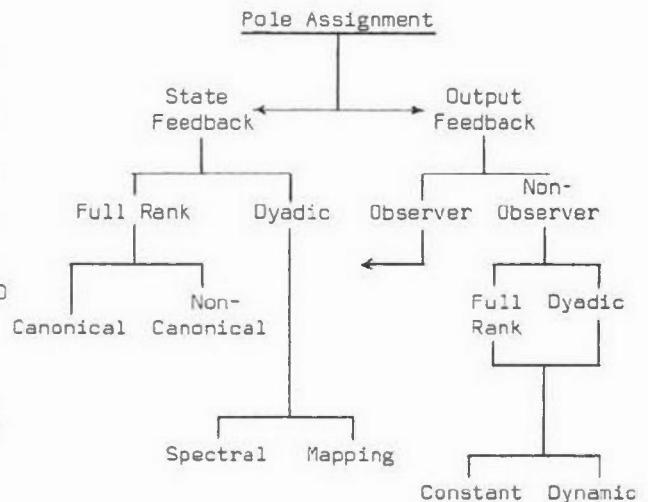 Pole Assignment
State
Feedback
Output
Feedback
Full Rank
Dyadic
Observer
Non-
Observer
Canonical
Non-
Canonical
Full
Rank
Dyadic
Spectral
Mapping
Constant
Dynamic